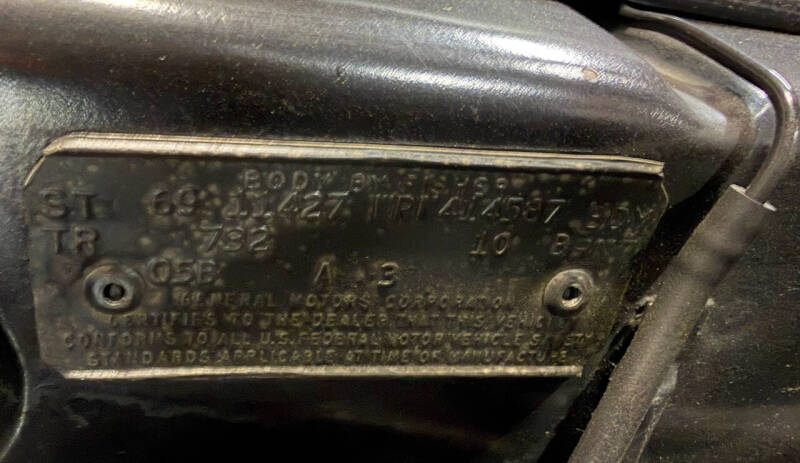 BODY BY FISHER
ST 69 11427 414587 BDY
TR 792 10 B PNT
05B A 3
GENERAL MOTORS CORPORATION
CERTIFIES TO THE DEALER THAT THIS VEHICLE
CONFORMS TO ALL U.S. FEDERAL MOTOR VEHICLE SAFETY
STANDARDS APPLICABLE AT TIME OF MANUFACTURE